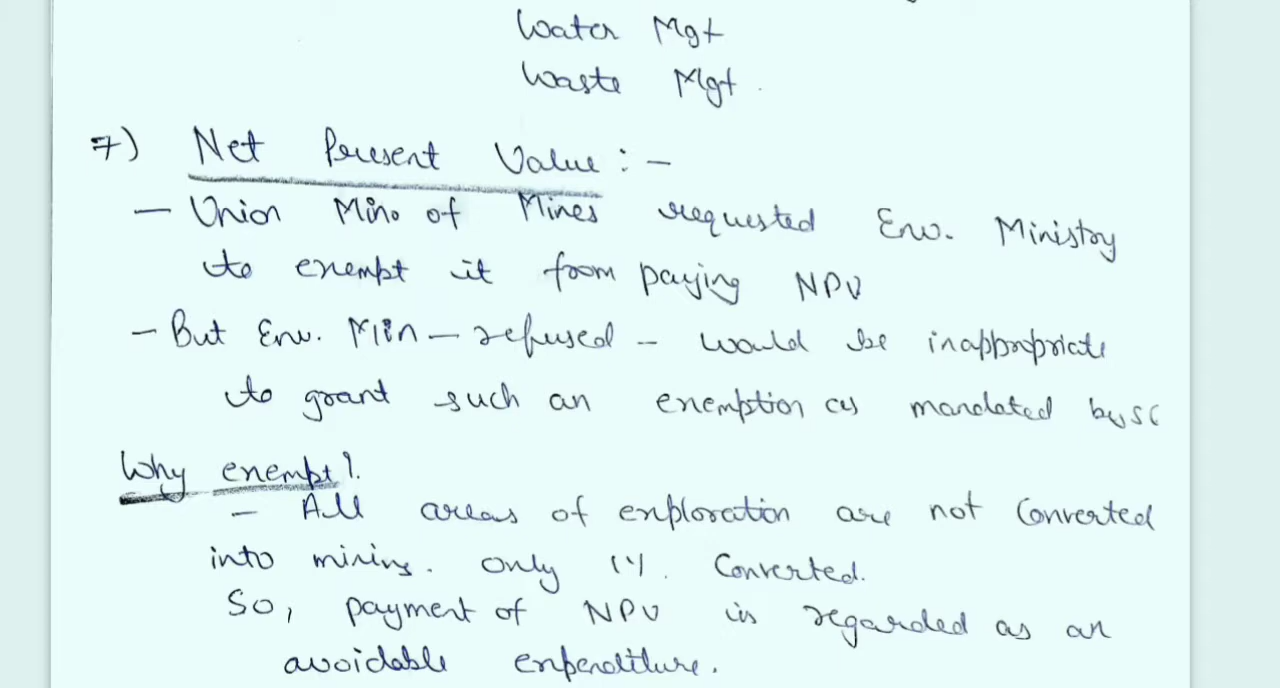 Water Mgt
Waste Mgt.
7) Net Present Value :-
- Union Min. of Mines requested Env. Ministry
to exempt it from paying NPV
- But Env. Min - refused - would be inappropriate
to grant such an exemption as mandated by SC
Why exempt?
- All areas of exploration are not Converted
into mining. only 1%. Converted.
So, payment of NPV is regarded as an
avoidable expenditure.